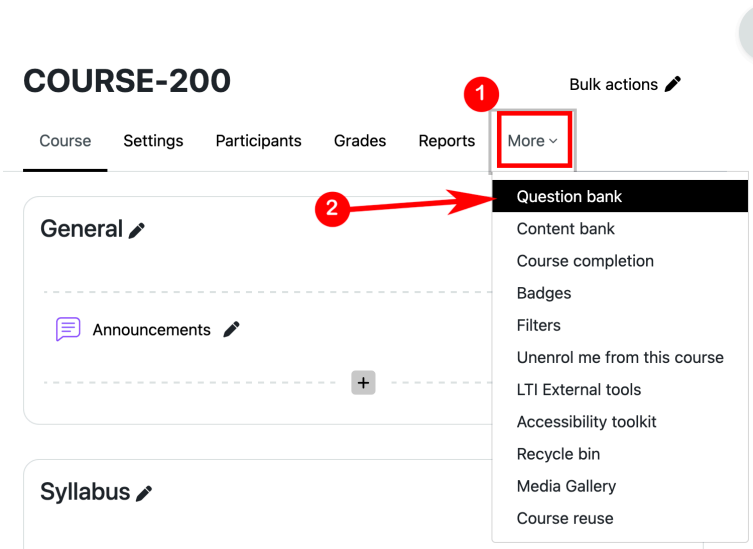 COURSE-200
Bulk actions
1
Course Settings Participants Grades Reports More
2
Question bank
Content bank
Course completion
Badges
Filters
Unenrol me from this course
LTI External tools
Accessibility toolkit
Recycle bin
Media Gallery
Course reuse
General
Announcements
+
Syllabus